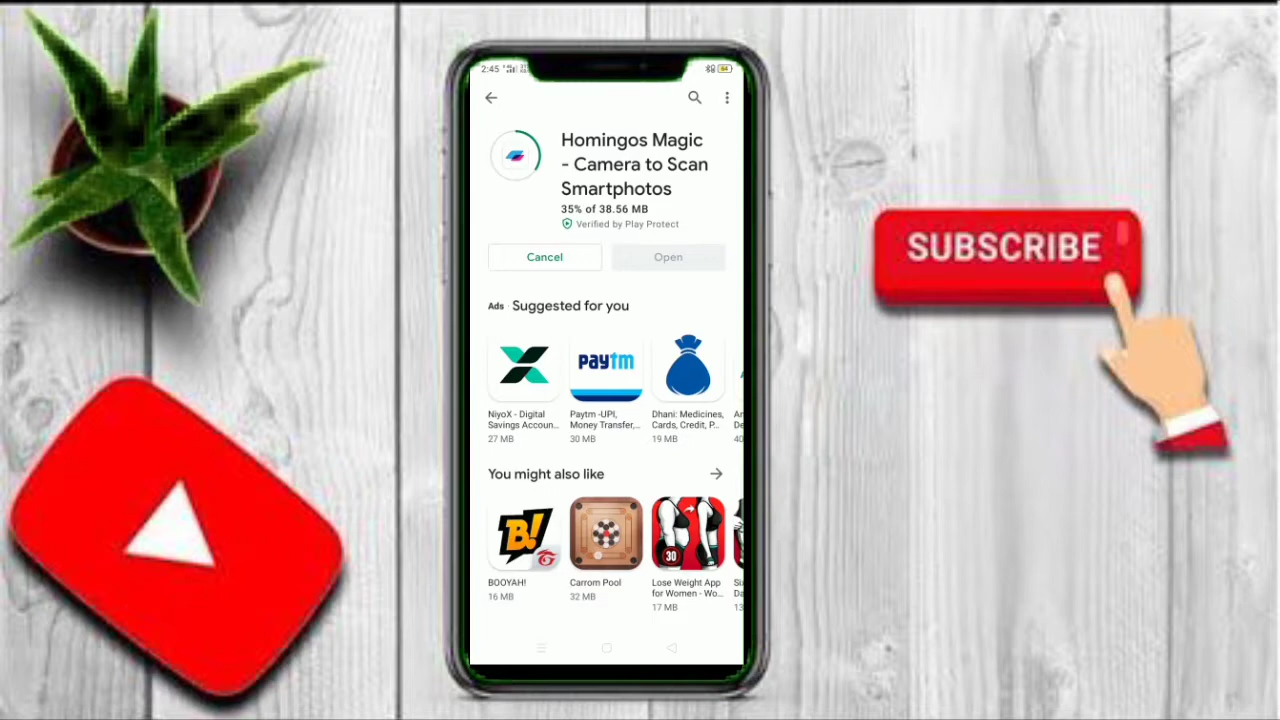 2:45
Homingos Magic
- Camera to Scan
Smartphotos
35% of 38.56 MB
Verified by Play Protect
Cancel
Open
Ads · Suggested for you
paytm
NiyoX - Digital
Savings Accoun...
27 MB
Paytm -UPI,
Money Transfer,...
30 MB
Dhani: Medicines,
Cards, Credit, P...
19 MB
40
You might also like
B!
30
BOOYAH!
16 MB
Carrom Pool
32 MB
Lose Weight App
for Women - Wo...
17 MB
13
SUBSCRIBE